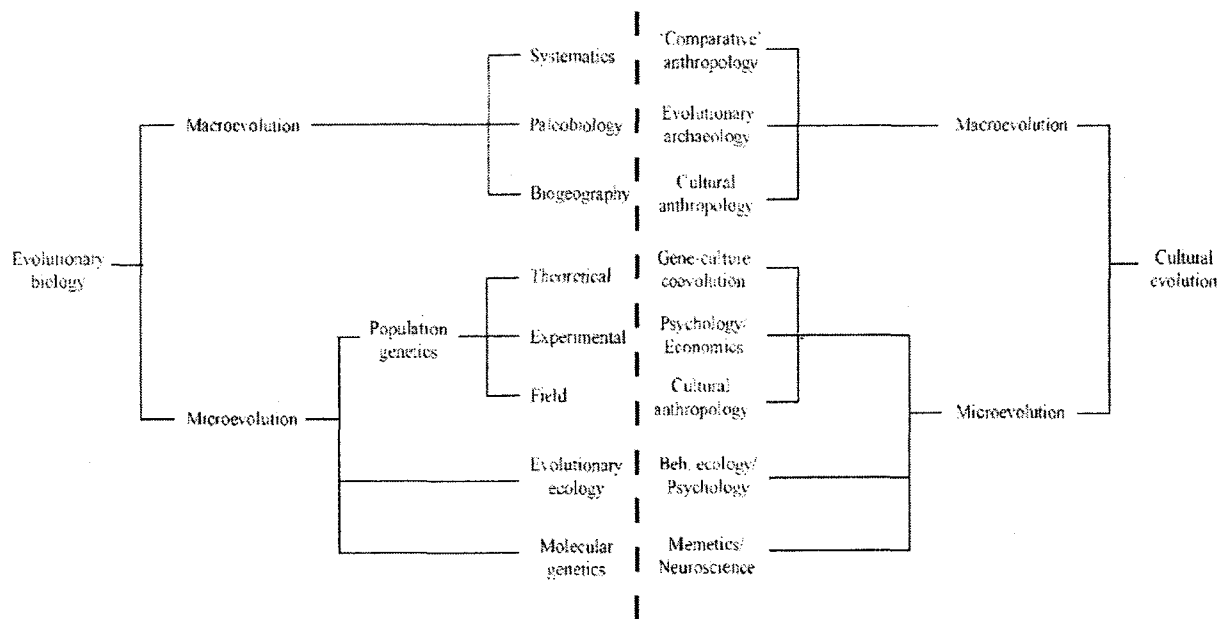 Systematics
'Comparative'
anthropology
Macroevolution
Paleobiology
Evolutionary
archaeology
Macroevolution
Biogeography
Cultural
anthropology
Evolutionary
biology
Theoretical
Gene-culture
coevolution
Cultural
evolution
Population
genetics
Experimental
Psychology/
Economics
Microevolution
Field
Cultural
anthropology
Microevolution
Evolutionary
ecology
Beh. ecology/
Psychology
Molecular
genetics
Memetics/
Neuroscience